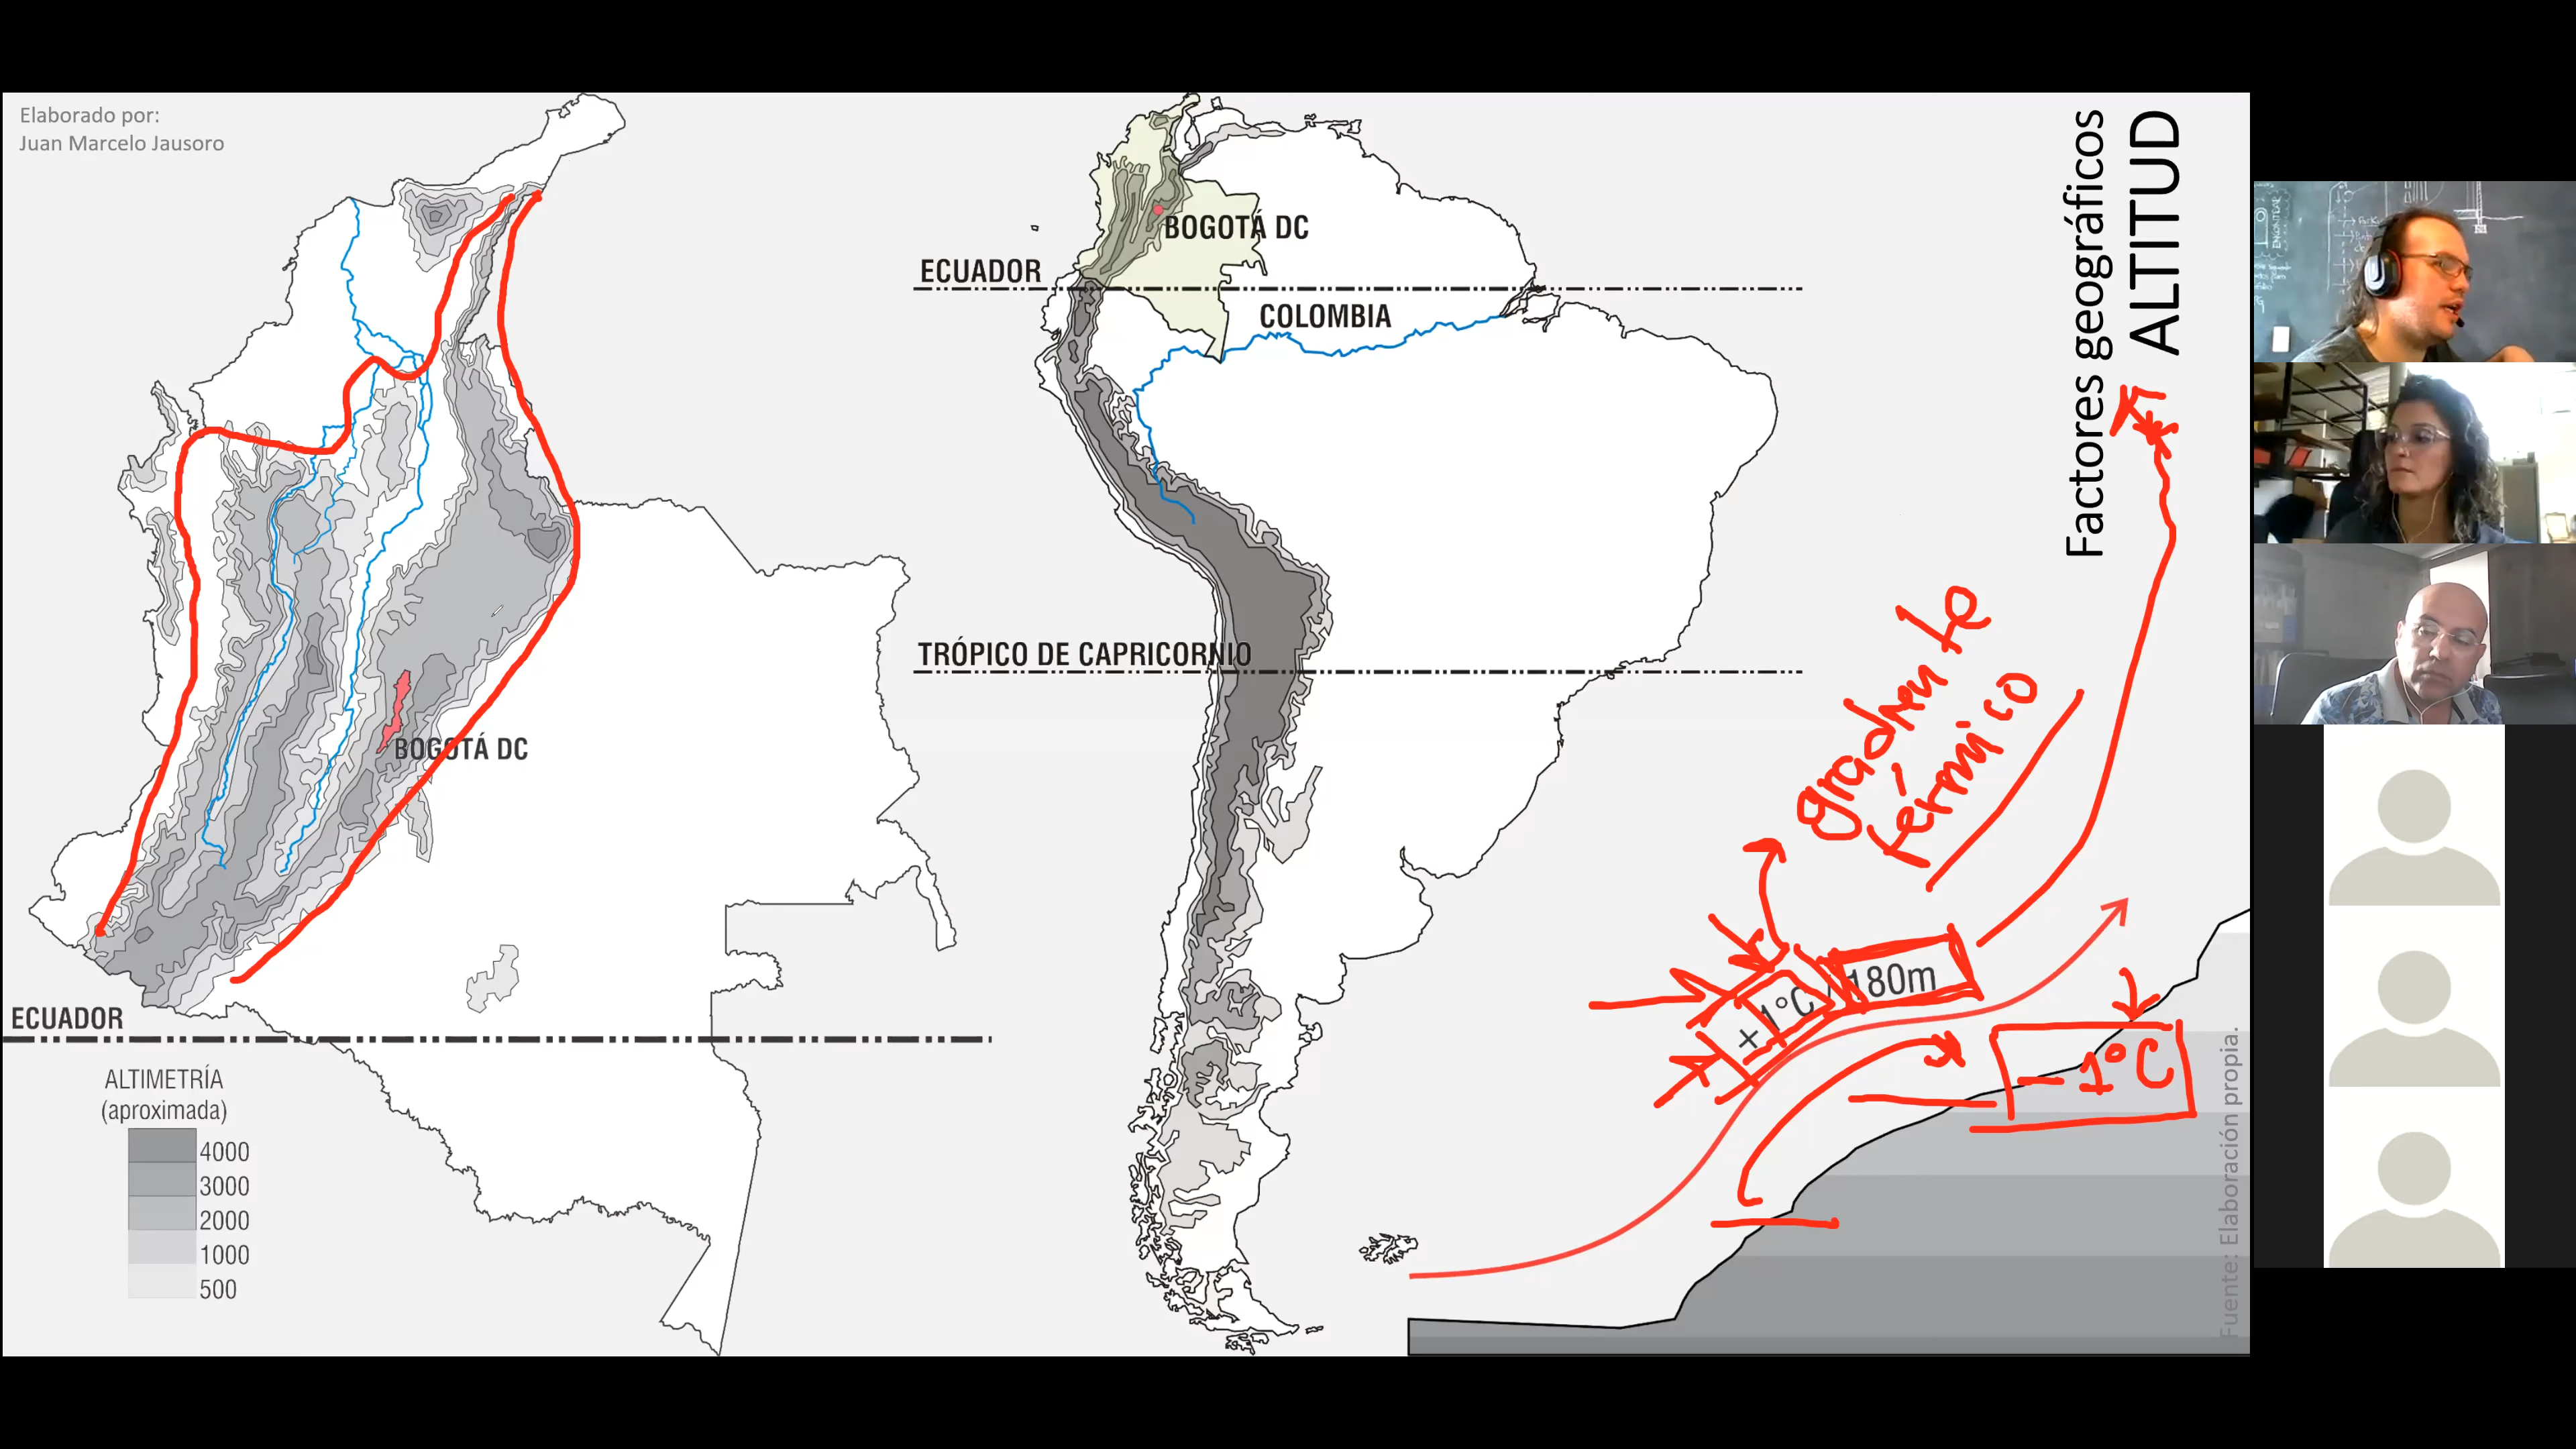 Elaborado por:
Juan Marcelo Jausoro
BOGOTÁ DC
ECUADOR
ALTIMETRÍA
(aproximada)
4000
3000
2000
1000
500
BOGOTÁ DC
ECUADOR
COLOMBIA
TRÓPICO DE CAPRICORNIO
Factores geográficos
ALTITUD
gradiente
térmico
+1°C/180m
-1°C
Fuente: Elaboración propia.